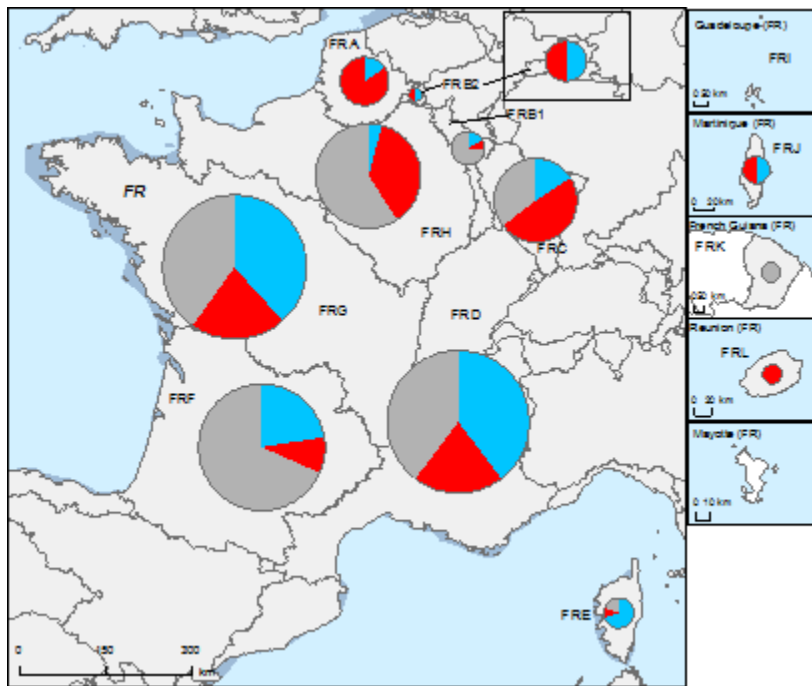 FRA
FRB2
FRB1
FR
FRH
FRC
FRG
FRD
FRF
FRE
0 150 300
km
Guadeloupe (FR)
FRI
Martinique (FR)
FRJ
0 20 km
French Guiana (FR)
FRK
Reunion (FR)
FRL
0 20 km
Mayotte (FR)
0 10 km